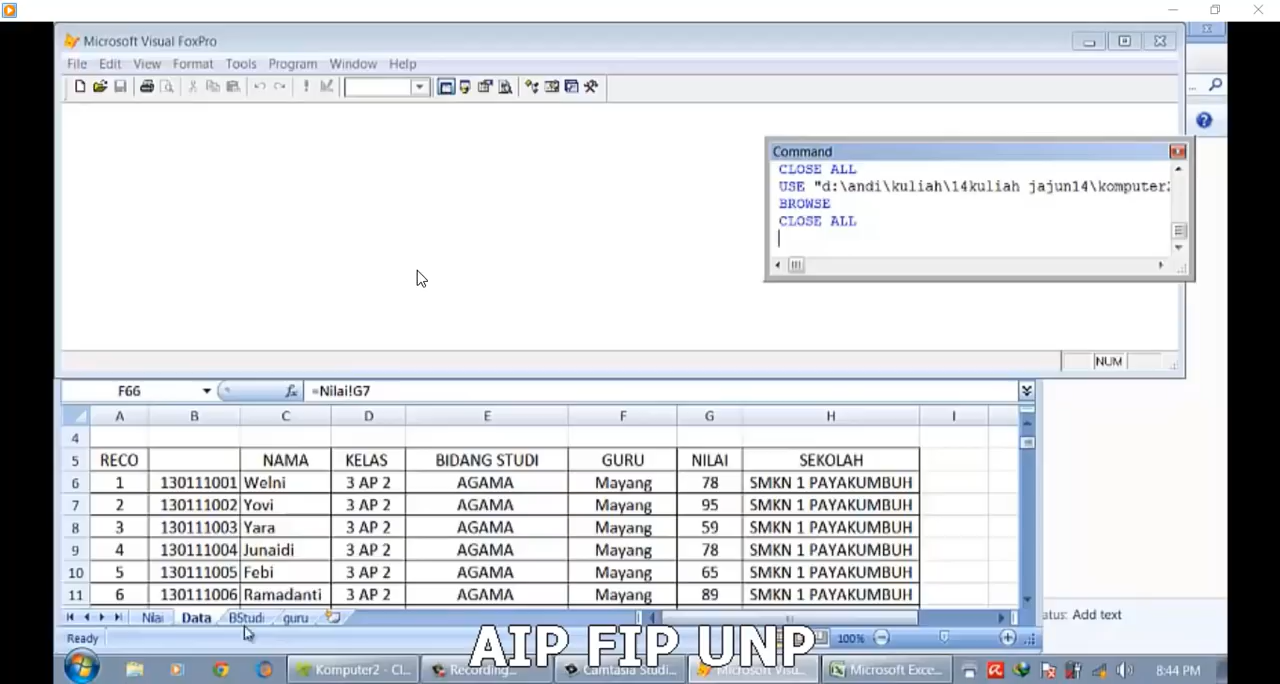 Microsoft Visual FoxPro
File Edit View Format Tools Program Window Help
Command
CLOSE ALL
USE "d:\andi\kuliah\14kuliah jajun14\komputer2
BROWSE
CLOSE ALL
NUM
F66 =Nilai!G7
A B C D E F G H I
4
5 RECO NAMA KELAS BIDANG STUDI GURU NILAI SEKOLAH
6 1 130111001 Welni 3 AP 2 AGAMA Mayang 78 SMKN 1 PAYAKUMBUH
7 2 130111002 Yovi 3 AP 2 AGAMA Mayang 95 SMKN 1 PAYAKUMBUH
8 3 130111003 Yara 3 AP 2 AGAMA Mayang 59 SMKN 1 PAYAKUMBUH
9 4 130111004 Junaidi 3 AP 2 AGAMA Mayang 78 SMKN 1 PAYAKUMBUH
10 5 130111005 Febi 3 AP 2 AGAMA Mayang 65 SMKN 1 PAYAKUMBUH
11 6 130111006 Ramadanti 3 AP 2 AGAMA Mayang 89 SMKN 1 PAYAKUMBUH
Nilai Data BStudi guru
atus: Add text
Ready 100%
AIP FIP UNP
Komputer2 - Cl... Recording... Camtasia Studi... Microsoft Visu... Microsoft Exce... 8:44 PM